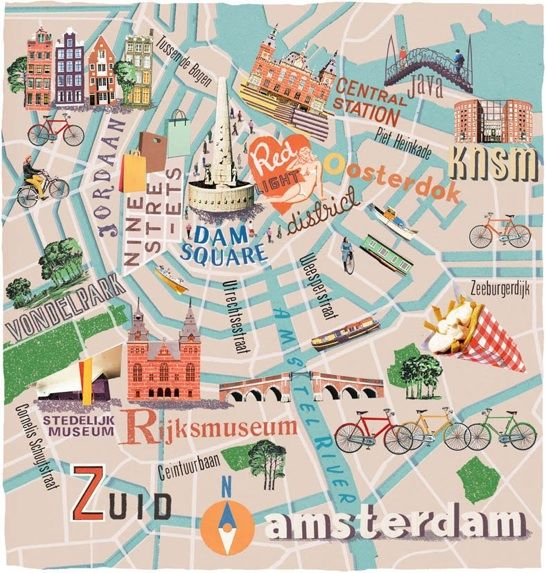 Tussen de Bogen
CENTRAL
STATION
Java
Piet Heinkade
KNSM
JORDAAN
NINE
STRE
-ETS
Red
LIGHT
district
Oosterdok
DAM
SQUARE
VONDELPARK
Utrechtsestraat
Weesperstraat
Zeeburgerdijk
AMSTEL RIVER
STEDELIJK
MUSEUM
Rijksmuseum
Cornelis Schuytstraat
Ceintuurbaan
ZUID
N
amsterdam